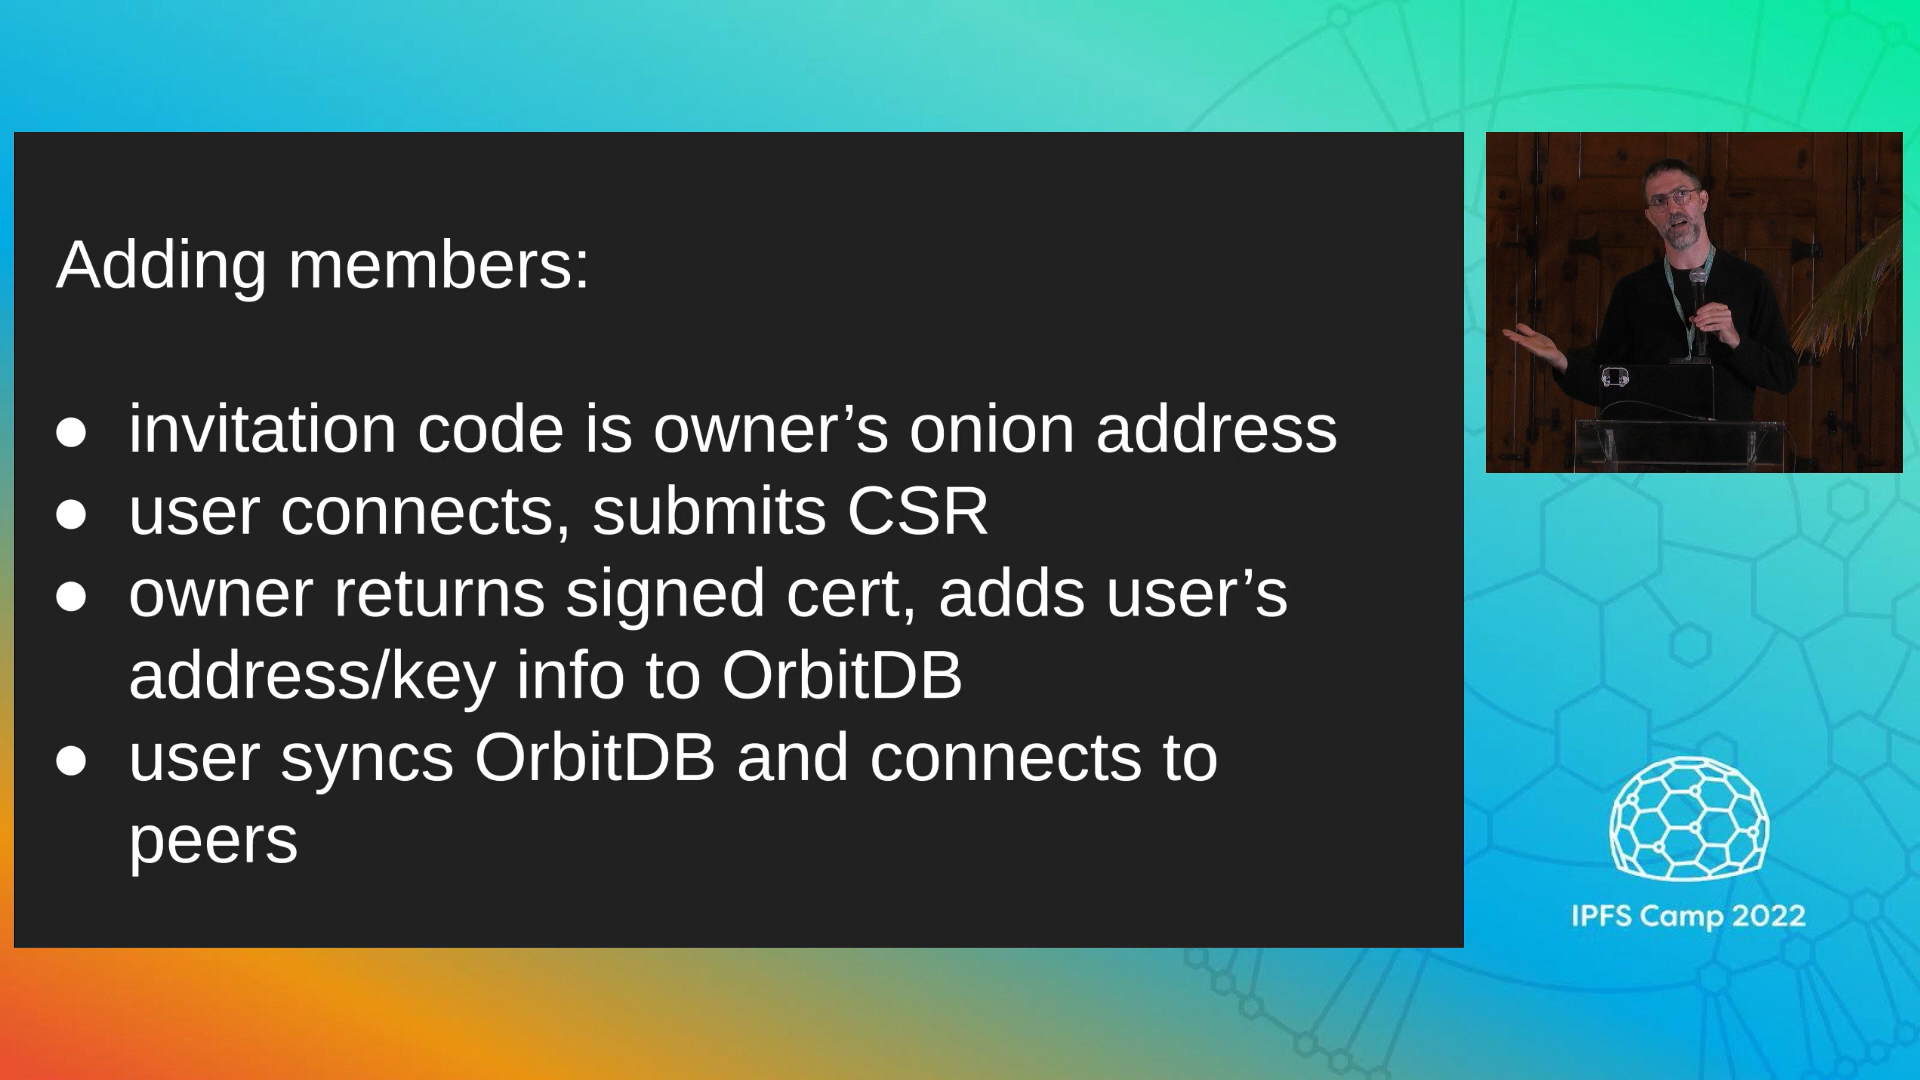 Adding members:
● invitation code is owner’s onion address
● user connects, submits CSR
● owner returns signed cert, adds user’s
address/key info to OrbitDB
● user syncs OrbitDB and connects to
peers
IPFS Camp 2022